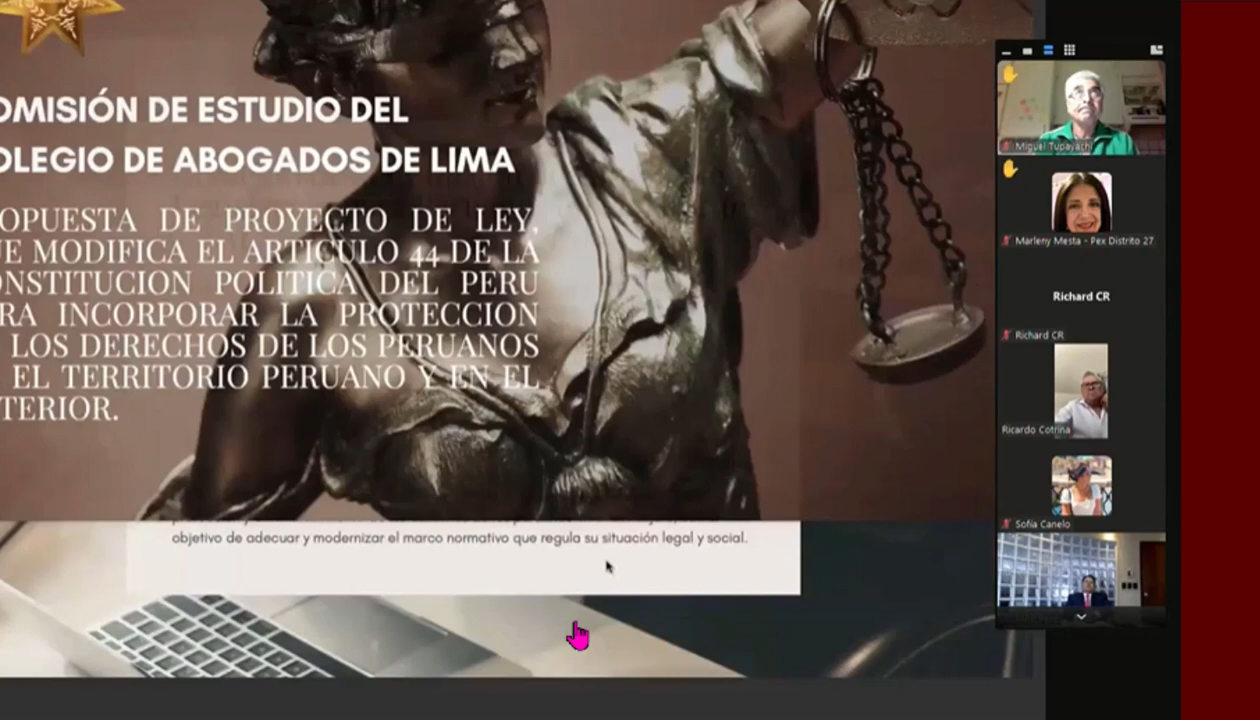 OMISIÓN DE ESTUDIO DEL
OLEGIO DE ABOGADOS DE LIMA
OPUESTA DE PROYECTO DE LEY,
UE MODIFICA EL ARTICULO 44 DE LA
ONSTITUCION POLITICA DEL PERU
RA INCORPORAR LA PROTECCION
LOS DERECHOS DE LOS PERUANOS
EL TERRITORIO PERUANO Y EN EL
TERIOR.
objetivo de adecuar y modernizar el marco normativo que regula su situación legal y social.
Miguel Tupayachi
Marleny Mesta - Pex Distrito 27
Richard CR
Richard CR
Ricardo Cotrina
Sofia Canelo